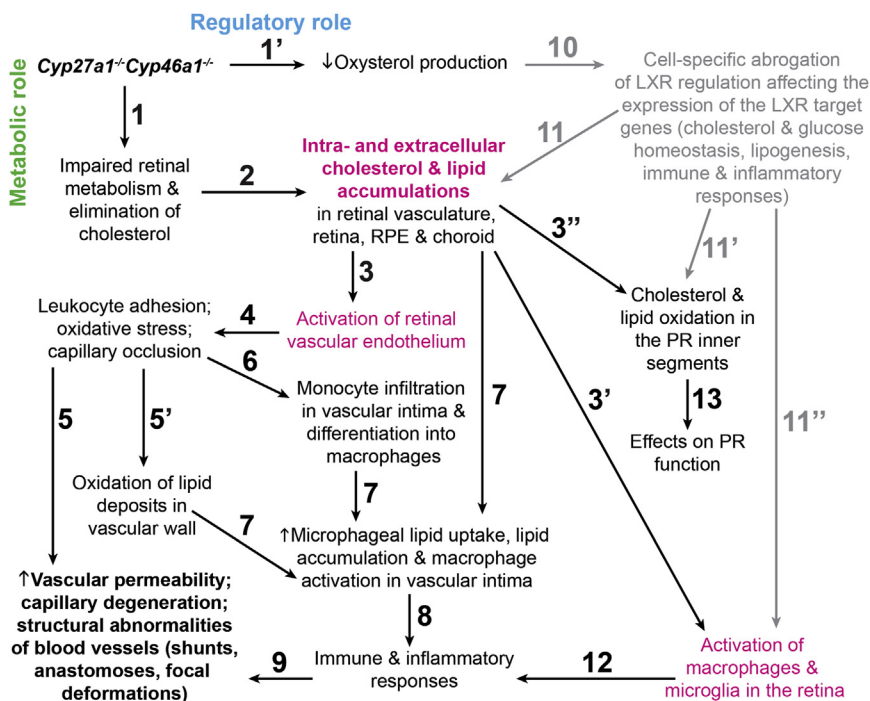 Regulatory role
Metabolic role
Cyp27a1-/-Cyp46a1-/-
1’
↓Oxysterol production
10
Cell-specific abrogation
of LXR regulation affecting the
expression of the LXR target
genes (cholesterol & glucose
homeostasis, lipogenesis,
immune & inflammatory
responses)
1
11
Impaired retinal
metabolism &
elimination of
cholesterol
2
Intra- and extracellular
cholesterol & lipid
accumulations
in retinal vasculature,
retina, RPE & choroid
3
3’’
11’
Leukocyte adhesion;
oxidative stress;
capillary occlusion
4
Activation of retinal
vascular endothelium
Cholesterol &
lipid oxidation in
the PR inner
segments
5
5’
6
Monocyte infiltration
in vascular intima &
differentiation into
macrophages
7
3’
13
11’’
Effects on PR
function
Oxidation of lipid
deposits in
vascular wall
7
7
↑Microphageal lipid uptake, lipid
accumulation & macrophage
activation in vascular intima
↑Vascular permeability;
capillary degeneration;
structural abnormalities
of blood vessels (shunts,
anastomoses, focal
deformations)
8
9
Immune & inflammatory
responses
12
Activation of
macrophages &
microglia in the retina